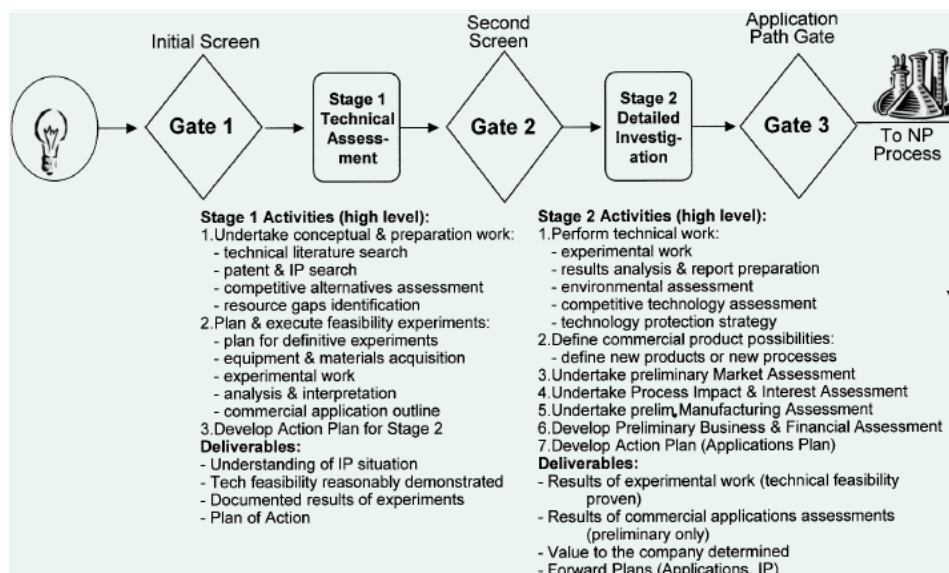 Initial Screen
Second
Screen
Application
Path Gate
Gate 1
Stage 1
Technical
Assess-
ment
Gate 2
Stage 2
Detailed
Investig-
ation
Gate 3
To NP
Process
Stage 1 Activities (high level):
1.Undertake conceptual & preparation work:
- technical literature search
- patent & IP search
- competitive alternatives assessment
- resource gaps identification
2.Plan & execute feasibility experiments:
- plan for definitive experiments
- equipment & materials acquisition
- experimental work
- analysis & interpretation
- commercial application outline
3.Develop Action Plan for Stage 2
Deliverables:
- Understanding of IP situation
- Tech feasibility reasonably demonstrated
- Documented results of experiments
- Plan of Action
Stage 2 Activities (high level):
1.Perform technical work:
- experimental work
- results analysis & report preparation
- environmental assessment
- competitive technology assessment
- technology protection strategy
2.Define commercial product possibilities:
- define new products or new processes
3.Undertake preliminary Market Assessment
4.Undertake Process Impact & Interest Assessment
5.Undertake prelim. Manufacturing Assessment
6.Develop Preliminary Business & Financial Assessment
7.Develop Action Plan (Applications Plan)
Deliverables:
- Results of experimental work (technical feasibility
proven)
- Results of commercial applications assessments
(preliminary only)
- Value to the company determined
- Forward Plans (Applications, IP)